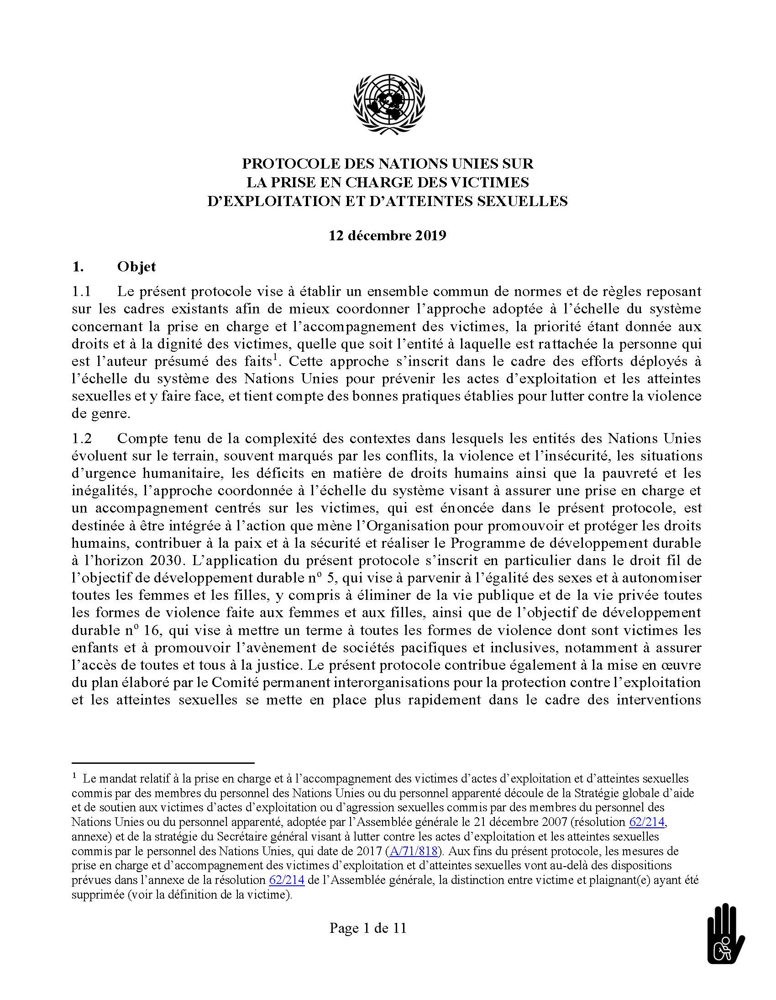 PROTOCOLE DES NATIONS UNIES SUR
LA PRISE EN CHARGE DES VICTIMES
D’EXPLOITATION ET D’ATTEINTES SEXUELLES
12 décembre 2019
1. Objet
1.1 Le présent protocole vise à établir un ensemble commun de normes et de règles reposant
sur les cadres existants afin de mieux coordonner l’approche adoptée à l’échelle du système
concernant la prise en charge et l’accompagnement des victimes, la priorité étant donnée aux
droits et à la dignité des victimes, quelle que soit l’entité à laquelle est rattachée la personne qui
est l’auteur présumé des faits¹. Cette approche s’inscrit dans le cadre des efforts déployés à
l’échelle du système des Nations Unies pour prévenir les actes d’exploitation et les atteintes
sexuelles et y faire face, et tient compte des bonnes pratiques établies pour lutter contre la violence
de genre.
1.2 Compte tenu de la complexité des contextes dans lesquels les entités des Nations Unies
évoluent sur le terrain, souvent marqués par les conflits, la violence et l’insécurité, les situations
d’urgence humanitaire, les déficits en matière de droits humains ainsi que la pauvreté et les
inégalités, l’approche coordonnée à l’échelle du système visant à assurer une prise en charge et
un accompagnement centrés sur les victimes, qui est énoncée dans le présent protocole, est
destinée à être intégrée à l’action que mène l’Organisation pour promouvoir et protéger les droits
humains, contribuer à la paix et à la sécurité et réaliser le Programme de développement durable
à l’horizon 2030. L’application du présent protocole s’inscrit en particulier dans le droit fil de
l’objectif de développement durable nº 5, qui vise à parvenir à l’égalité des sexes et à autonomiser
toutes les femmes et les filles, y compris à éliminer de la vie publique et de la vie privée toutes
les formes de violence faite aux femmes et aux filles, ainsi que de l’objectif de développement
durable nº 16, qui vise à mettre un terme à toutes les formes de violence dont sont victimes les
enfants et à promouvoir l’avènement de sociétés pacifiques et inclusives, notamment à assurer
l’accès de toutes et tous à la justice. Le présent protocole contribue également à la mise en œuvre
du plan élaboré par le Comité permanent interorganisations pour la protection contre l’exploitation
et les atteintes sexuelles se mette en place plus rapidement dans le cadre des interventions
¹ Le mandat relatif à la prise en charge et à l’accompagnement des victimes d’actes d’exploitation et d’atteintes sexuelles
commis par des membres du personnel des Nations Unies ou du personnel apparenté découle de la Stratégie globale d’aide
et de soutien aux victimes d’actes d’exploitation ou d’agression sexuelles commis par des membres du personnel des
Nations Unies ou du personnel apparenté, adoptée par l’Assemblée générale le 21 décembre 2007 (résolution 62/214,
annexe) et de la stratégie du Secrétaire général visant à lutter contre les actes d’exploitation et les atteintes sexuelles
commis par le personnel des Nations Unies, qui date de 2017 (A/71/818). Aux fins du présent protocole, les mesures de
prise en charge et d’accompagnement des victimes d’exploitation et d’atteintes sexuelles vont au-delà des dispositions
prévues dans l’annexe de la résolution 62/214 de l’Assemblée générale, la distinction entre victime et plaignant(e) ayant été
supprimée (voir la définition de la victime).
Page 1 de 11